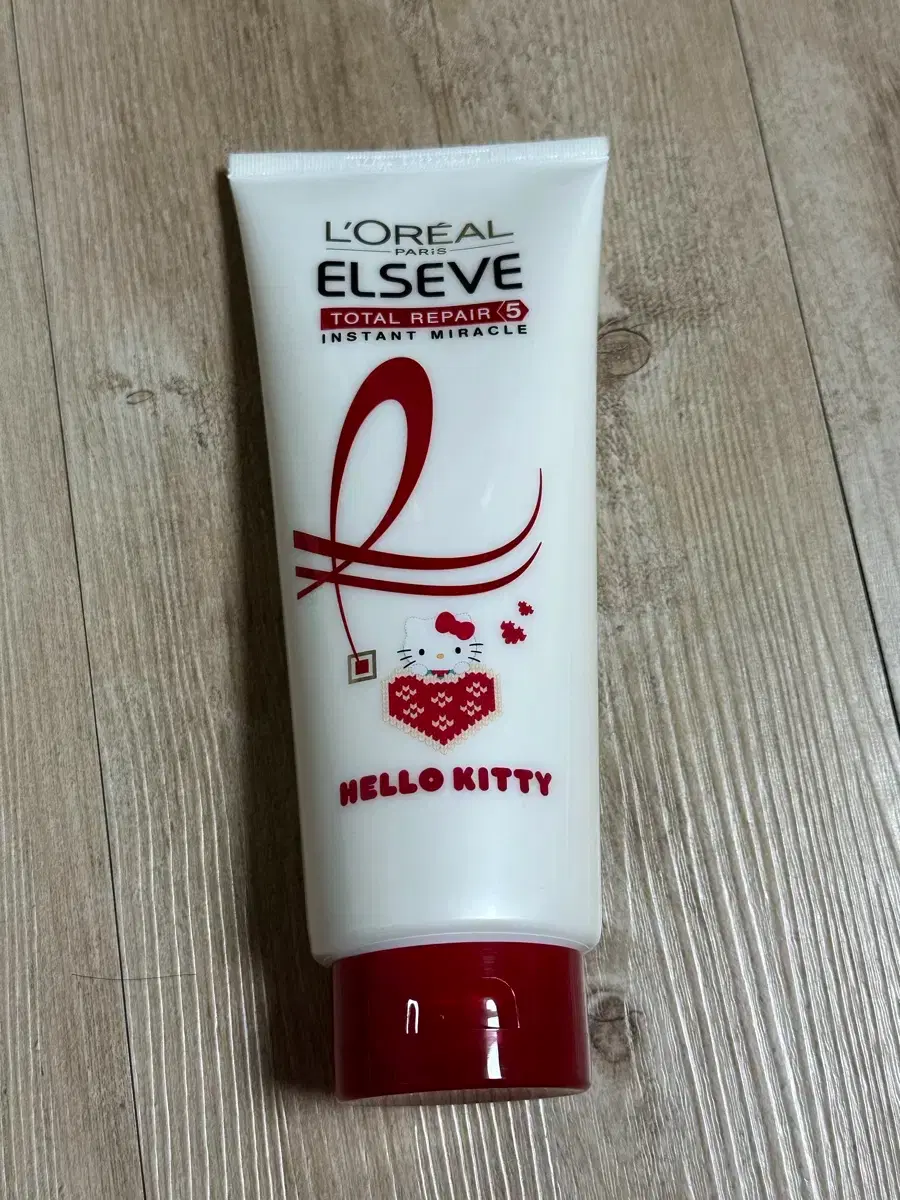 L'ORÉAL
PARIS
ELSEVE
TOTAL REPAIR 5
INSTANT MIRACLE
HELLO KITTY